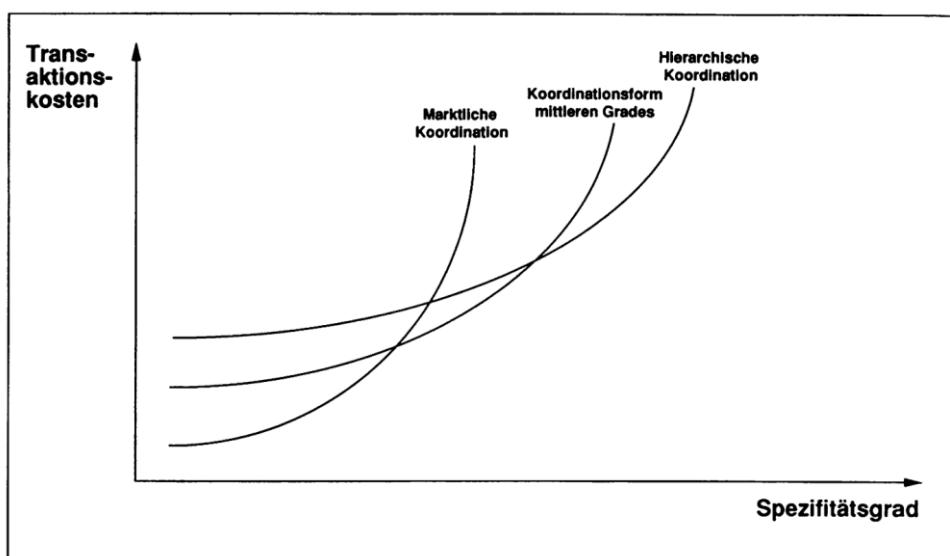 Trans-
aktions-
kosten
Hierarchische
Koordination
Koordinationsform
mittleren Grades
Marktliche
Koordination
Spezifitätsgrad